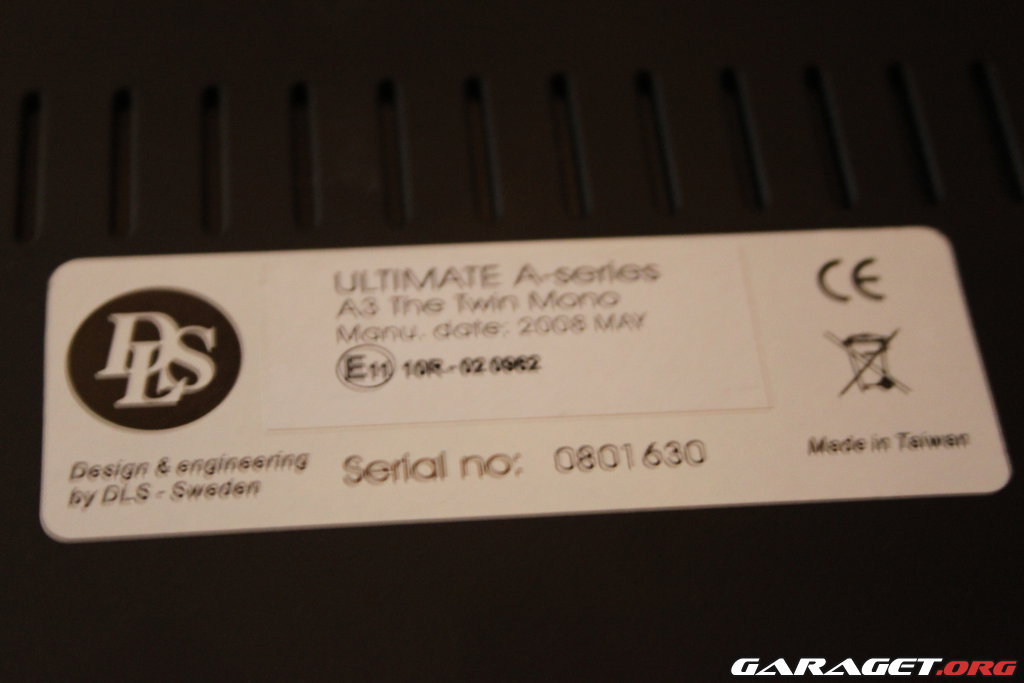 ULTIMATE A-series
A3 The Twin Mono
Manu. date: 2008 MAY
E11 10R-02 0962
DLS
Design & engineering
by DLS - Sweden
Serial no: 0801630
CE
Made in Taiwan
GARAGET.ORG